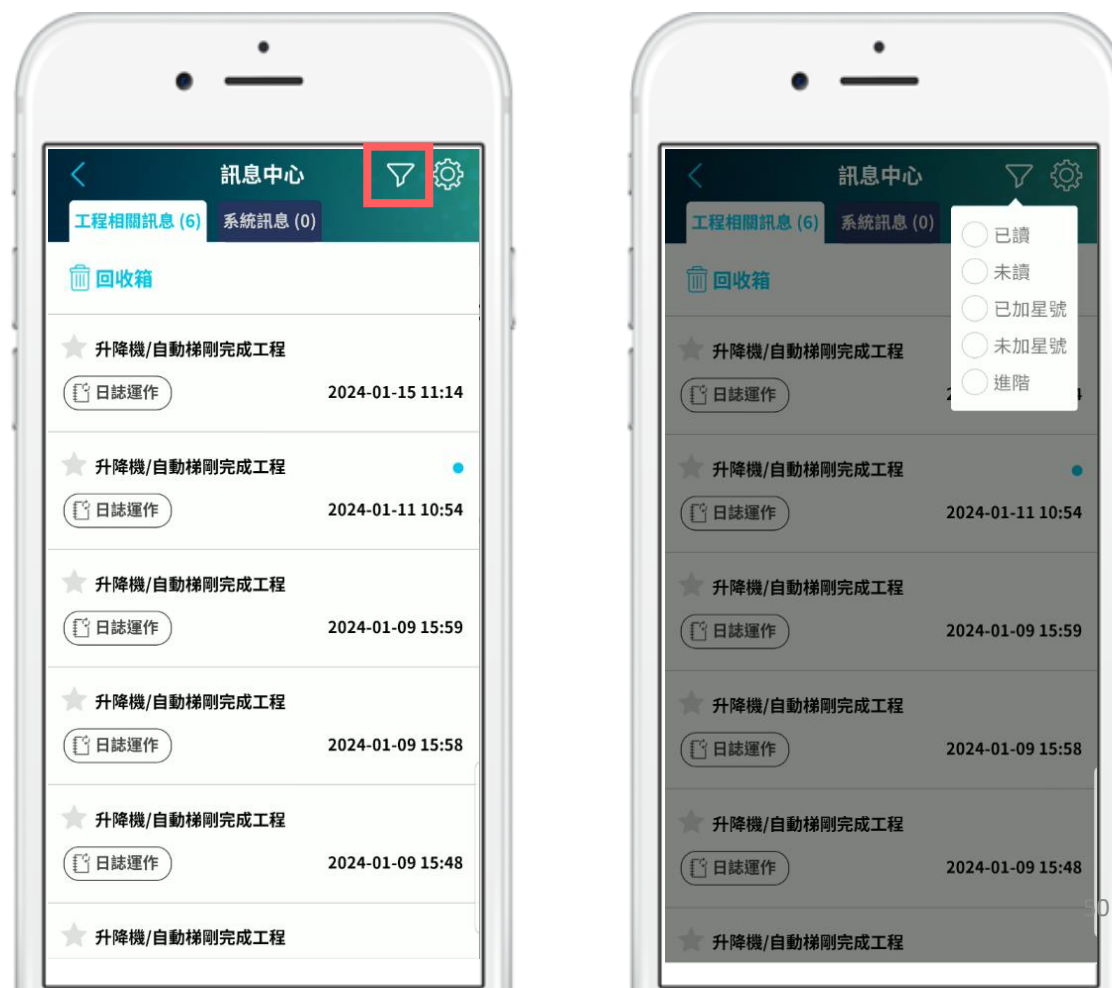 訊息中心
工程相關訊息 (6) 系統訊息 (0)
回收箱
升降機/自動梯剛完成工程
日誌運作 2024-01-15 11:14
升降機/自動梯剛完成工程
日誌運作 2024-01-11 10:54
升降機/自動梯剛完成工程
日誌運作 2024-01-09 15:59
升降機/自動梯剛完成工程
日誌運作 2024-01-09 15:58
升降機/自動梯剛完成工程
日誌運作 2024-01-09 15:48
升降機/自動梯剛完成工程
訊息中心
工程相關訊息 (6) 系統訊息 (0)
已讀
未讀
已加星號
未加星號
進階
回收箱
升降機/自動梯剛完成工程
日誌運作
升降機/自動梯剛完成工程
日誌運作 2024-01-11 10:54
升降機/自動梯剛完成工程
日誌運作 2024-01-09 15:59
升降機/自動梯剛完成工程
日誌運作 2024-01-09 15:58
升降機/自動梯剛完成工程
日誌運作 2024-01-09 15:48
升降機/自動梯剛完成工程
50